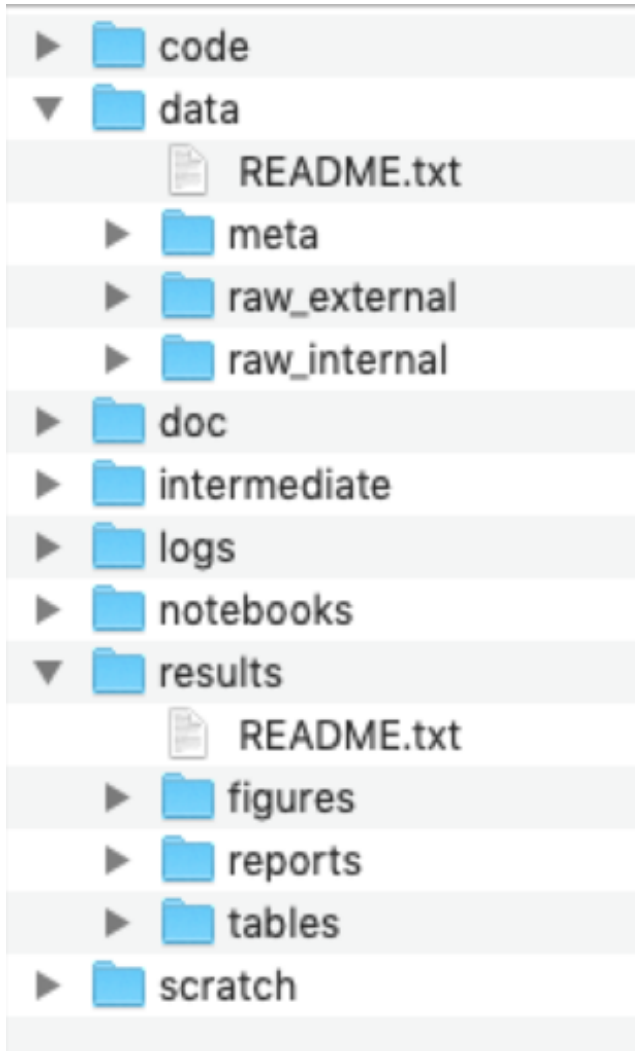 code
data
README.txt
meta
raw_external
raw_internal
doc
intermediate
logs
notebooks
results
README.txt
figures
reports
tables
scratch